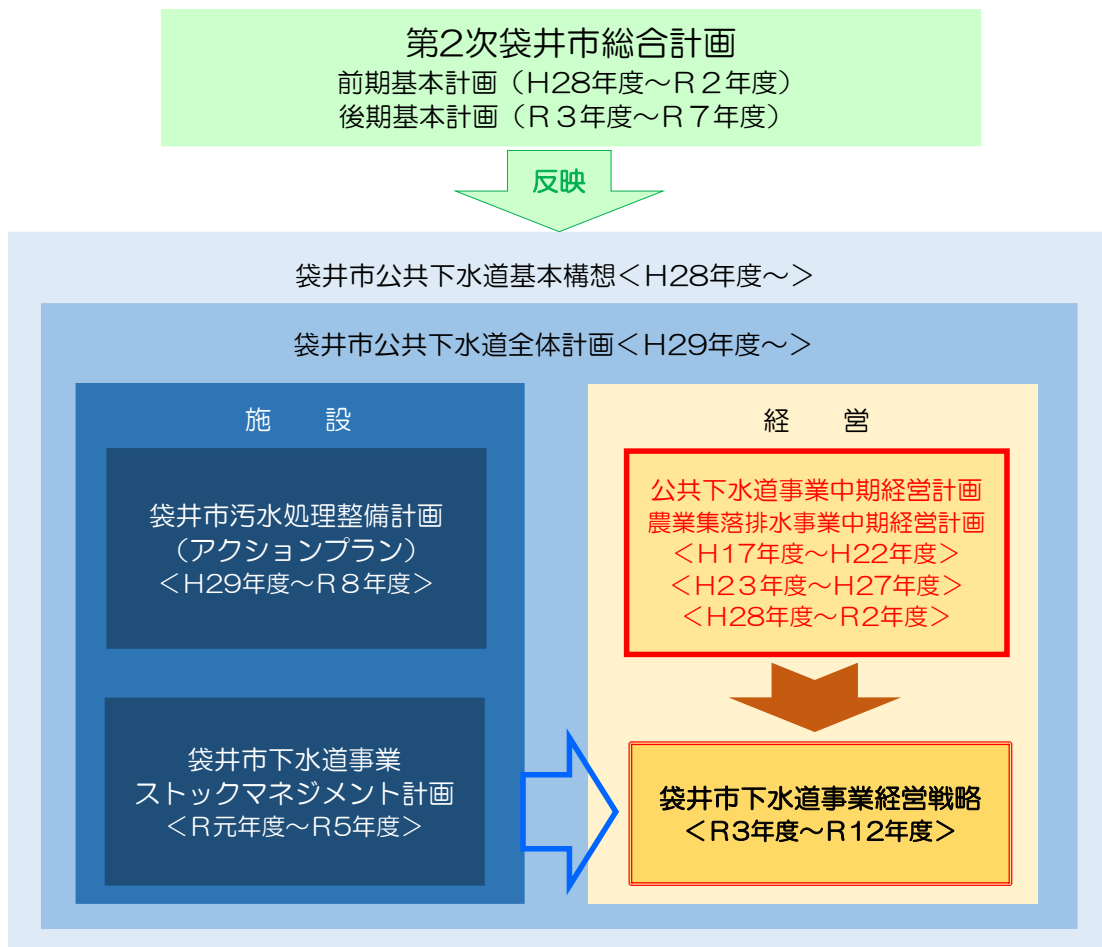 第2次袋井市総合計画
前期基本計画（H28年度～R２年度）
後期基本計画（R３年度～R７年度）
反映
袋井市公共下水道基本構想＜H28年度～＞
袋井市公共下水道全体計画＜H29年度～＞
施　設
袋井市汚水処理整備計画
（アクションプラン）
＜H29年度～R８年度＞
袋井市下水道事業
ストックマネジメント計画
＜R元年度～R5年度＞
経　営
公共下水道事業中期経営計画
農業集落排水事業中期経営計画
＜H17年度～H22年度＞
＜H２３年度～H27年度＞
＜H28年度～R2年度＞
袋井市下水道事業経営戦略
＜R3年度～R12年度＞